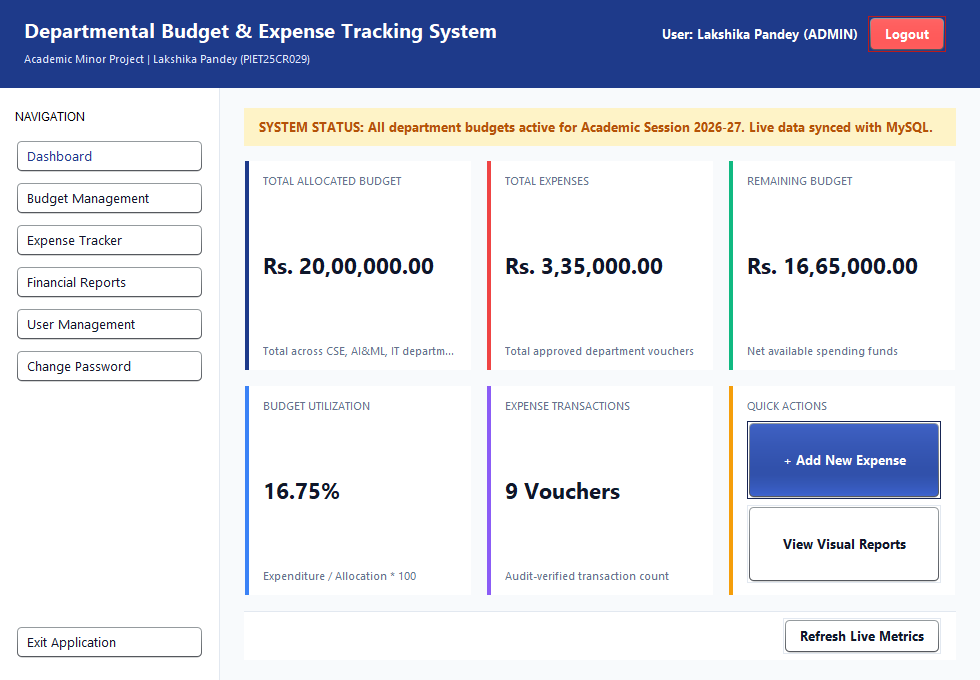 Departmental Budget & Expense Tracking System
Academic Minor Project | Lakshika Pandey (PIET25CR029)
User: Lakshika Pandey (ADMIN)
Logout
NAVIGATION
Dashboard
Budget Management
Expense Tracker
Financial Reports
User Management
Change Password
Exit Application
SYSTEM STATUS: All department budgets active for Academic Session 2026-27. Live data synced with MySQL.
TOTAL ALLOCATED BUDGET
Rs. 20,00,000.00
Total across CSE, AI&ML, IT departm...
TOTAL EXPENSES
Rs. 3,35,000.00
Total approved department vouchers
REMAINING BUDGET
Rs. 16,65,000.00
Net available spending funds
BUDGET UTILIZATION
16.75%
Expenditure / Allocation * 100
EXPENSE TRANSACTIONS
9 Vouchers
Audit-verified transaction count
QUICK ACTIONS
+ Add New Expense
View Visual Reports
Refresh Live Metrics